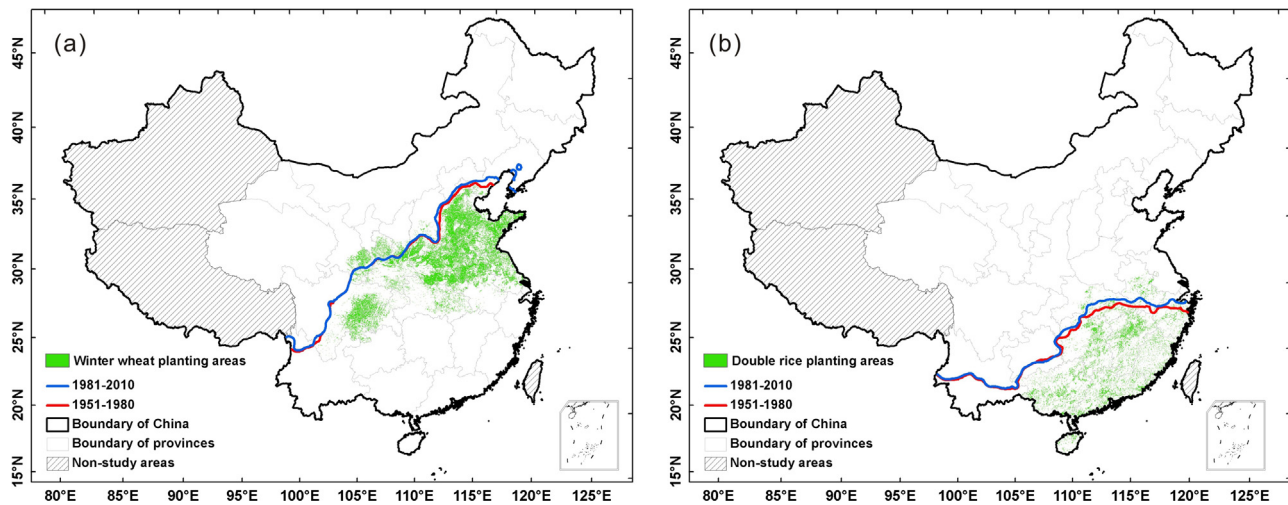 (a)
45°N
40°N
35°N
30°N
25°N
20°N
15°N
Winter wheat planting areas
1981-2010
1951-1980
Boundary of China
Boundary of provinces
Non-study areas
80°E 85°E 90°E 95°E 100°E 105°E 110°E 115°E 120°E 125°E
(b)
45°N
40°N
35°N
30°N
25°N
20°N
15°N
Double rice planting areas
1981-2010
1951-1980
Boundary of China
Boundary of provinces
Non-study areas
80°E 85°E 90°E 95°E 100°E 105°E 110°E 115°E 120°E 125°E